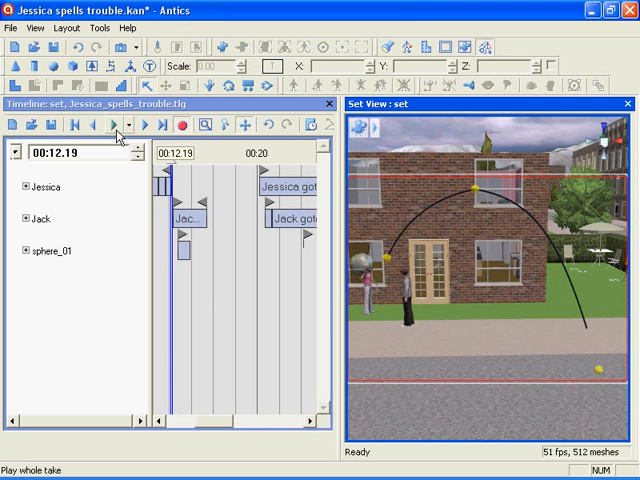 Jessica spells trouble.kan* - Antics
File View Layout Tools Help
Scale: 0.00 T X: Y: Z:
Timeline: set, Jessica_spells_trouble.tlg
Set View : set
00:12.19
00:12.19 00:20
Jessica
Jessica got
Jack
Jac...
Jack got
sphere_01
Ready
51 fps, 512 meshes
Play whole take
NUM